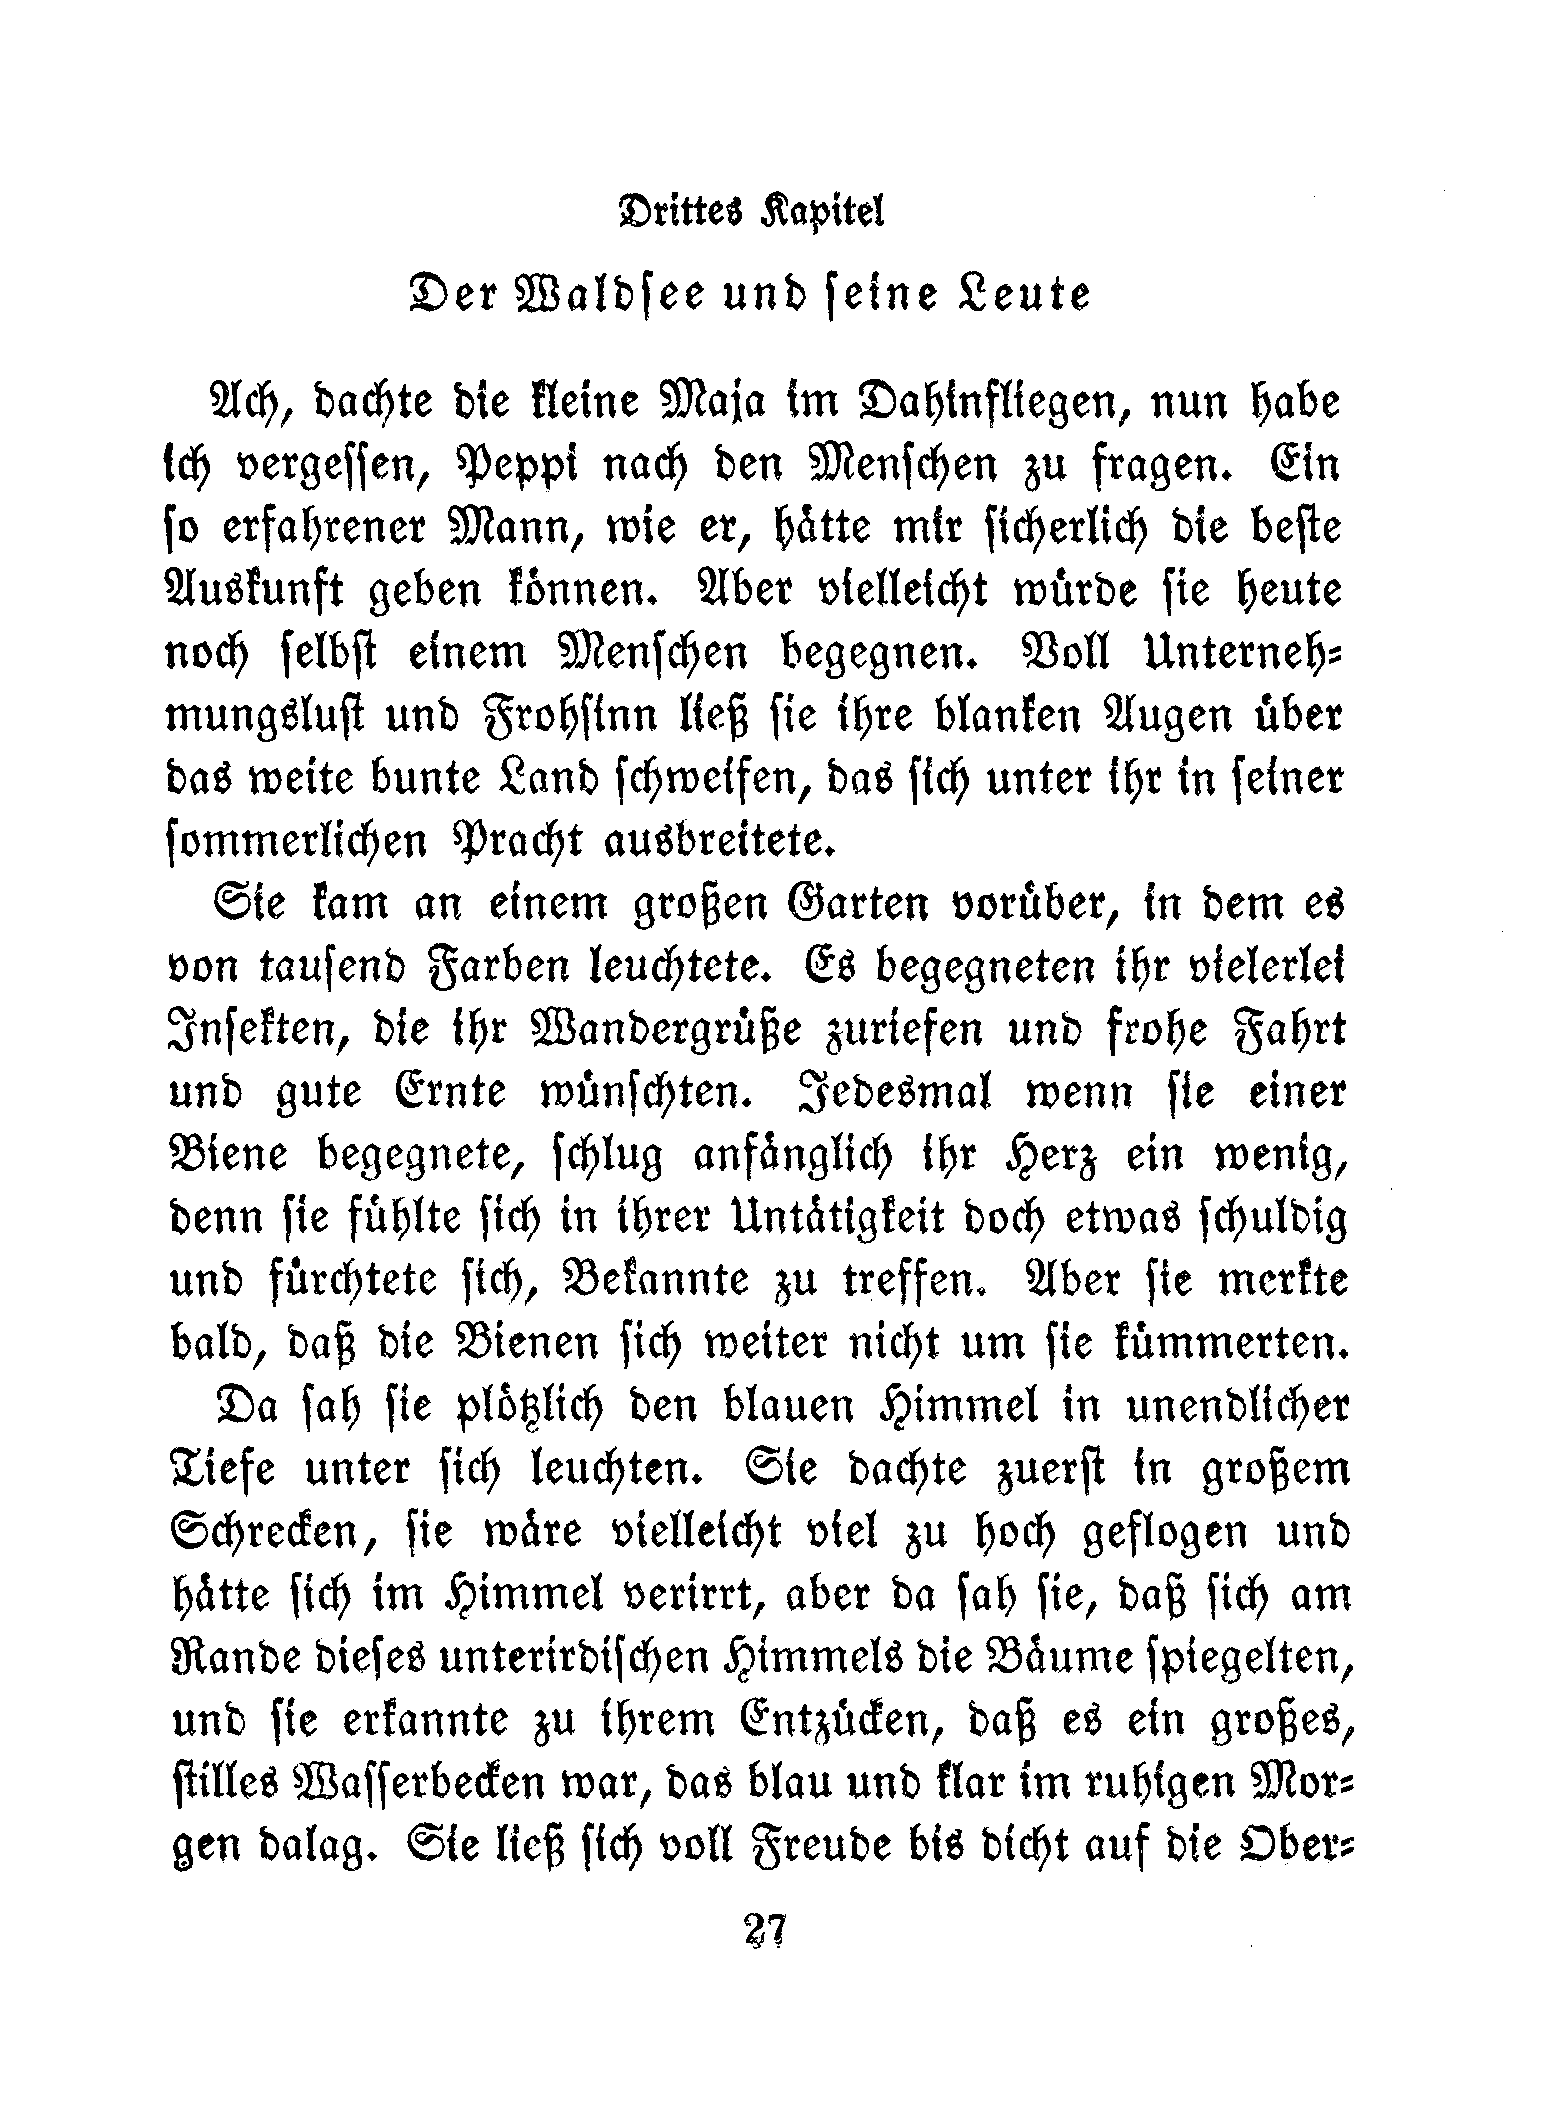 Drittes Kapitel
Der Waldsee und seine Leute
Ach, dachte die kleine Maja im Dahinfliegen, nun habe
ich vergessen, Peppi nach den Menschen zu fragen. Ein
so erfahrener Mann, wie er, hätte mir sicherlich die beste
Auskunft geben können. Aber vielleicht würde sie heute
noch selbst einem Menschen begegnen. Voll Unterneh-
mungslust und Frohsinn ließ sie ihre blanken Augen über
das weite bunte Land schweifen, das sich unter ihr in seiner
sommerlichen Pracht ausbreitete.
Sie kam an einem großen Garten vorüber, in dem es
von tausend Farben leuchtete. Es begegneten ihr vielerlei
Insekten, die ihr Wandergrüße zuriefen und frohe Fahrt
und gute Ernte wünschten. Jedesmal wenn sie einer
Biene begegnete, schlug anfänglich ihr Herz ein wenig,
denn sie fühlte sich in ihrer Untätigkeit doch etwas schuldig
und fürchtete sich, Bekannte zu treffen. Aber sie merkte
bald, daß die Bienen sich weiter nicht um sie kümmerten.
Da sah sie plötzlich den blauen Himmel in unendlicher
Tiefe unter sich leuchten. Sie dachte zuerst in großem
Schrecken, sie wäre vielleicht viel zu hoch geflogen und
hätte sich im Himmel verirrt, aber da sah sie, daß sich am
Rande dieses unterirdischen Himmels die Bäume spiegelten,
und sie erkannte zu ihrem Entzücken, daß es ein großes,
stilles Wasserbecken war, das blau und klar im ruhigen Mor-
gen dalag. Sie ließ sich voll Freude bis dicht auf die Ober-
27